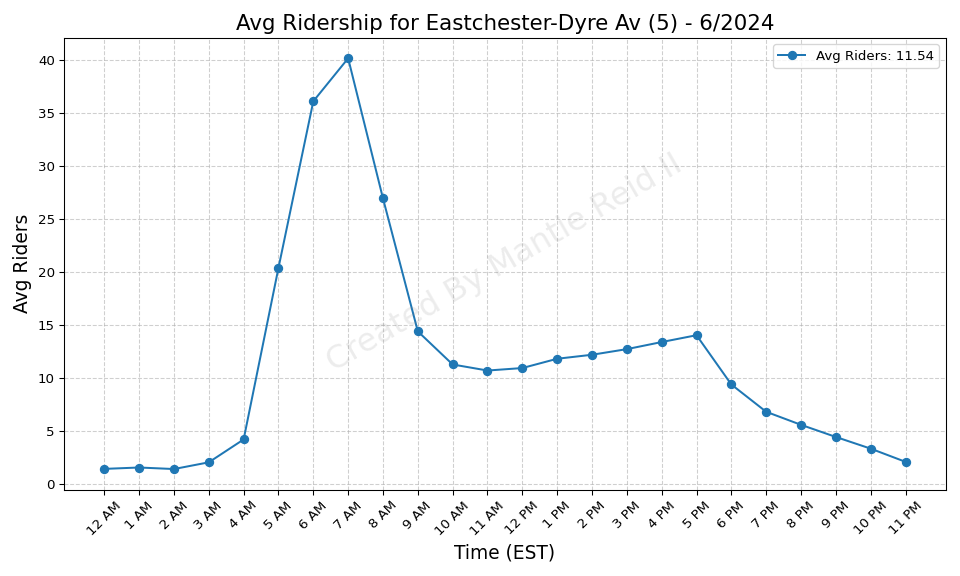 Avg Ridership for Eastchester-Dyre Av (5) - 6/2024
Avg Riders: 11.54
40
35
30
25
20
15
10
5
0
Avg Riders
Created By Mantle Reid II
12 AM
1 AM
2 AM
3 AM
4 AM
5 AM
6 AM
7 AM
8 AM
9 AM
10 AM
11 AM
12 PM
1 PM
2 PM
3 PM
4 PM
5 PM
6 PM
7 PM
8 PM
9 PM
10 PM
11 PM
Time (EST)